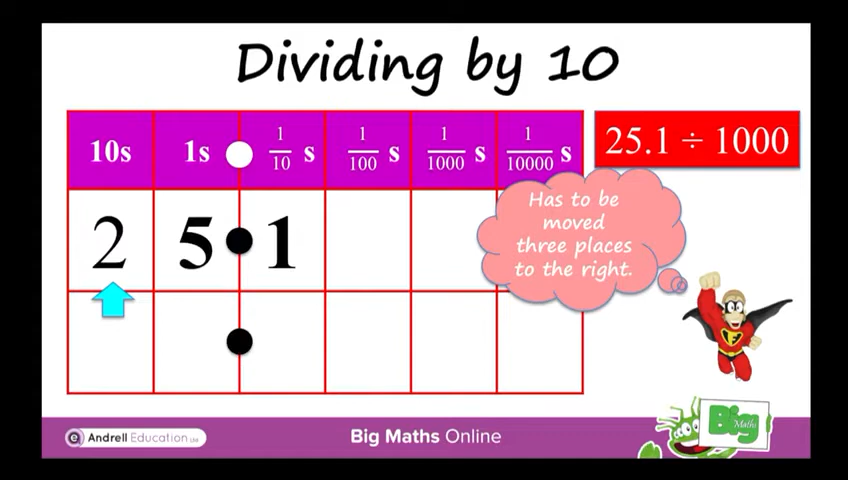 Dividing by 10
10s 1s 1/10 s 1/100 s 1/1000 s 1/10000 s
25.1 ÷ 1000
2 5 . 1
Has to be
moved
three places
to the right.
e Andrell Education Ltd
Big Maths Online
Big
Maths